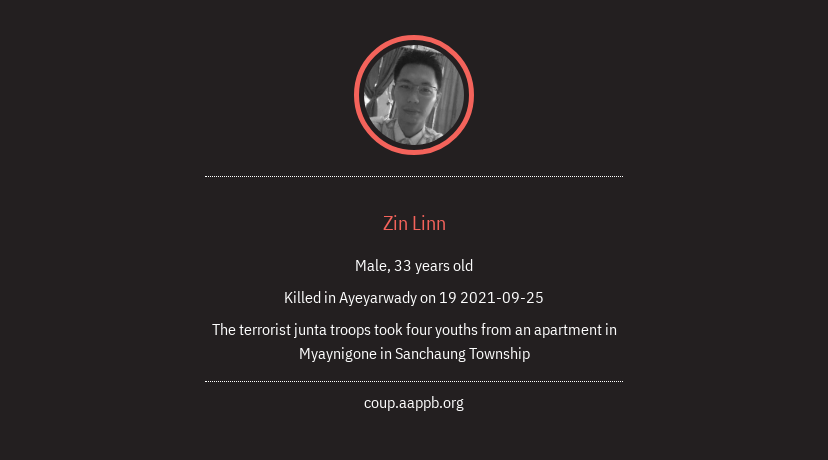 Zin Linn
Male, 33 years old
Killed in Ayeyarwady on 19 2021-09-25
The terrorist junta troops took four youths from an apartment in
Myaynigone in Sanchaung Township
coup.aappb.org